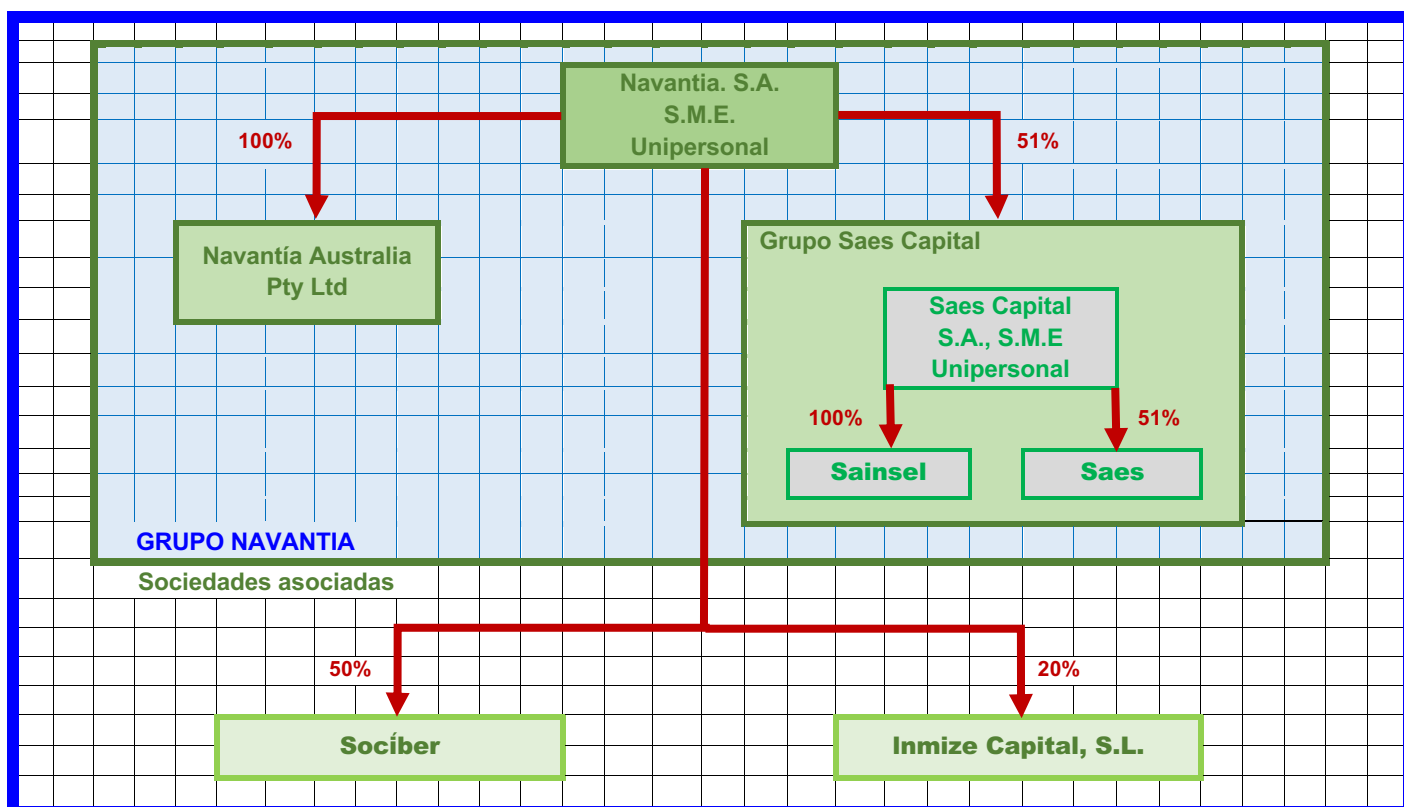 Navantia. S.A.
S.M.E.
Unipersonal
100%
51%
Navantía Australia
Pty Ltd
Grupo Saes Capital
Saes Capital
S.A., S.M.E
Unipersonal
100%
51%
Sainsel
Saes
GRUPO NAVANTIA
Sociedades asociadas
50%
20%
Socíber
Inmize Capital, S.L.